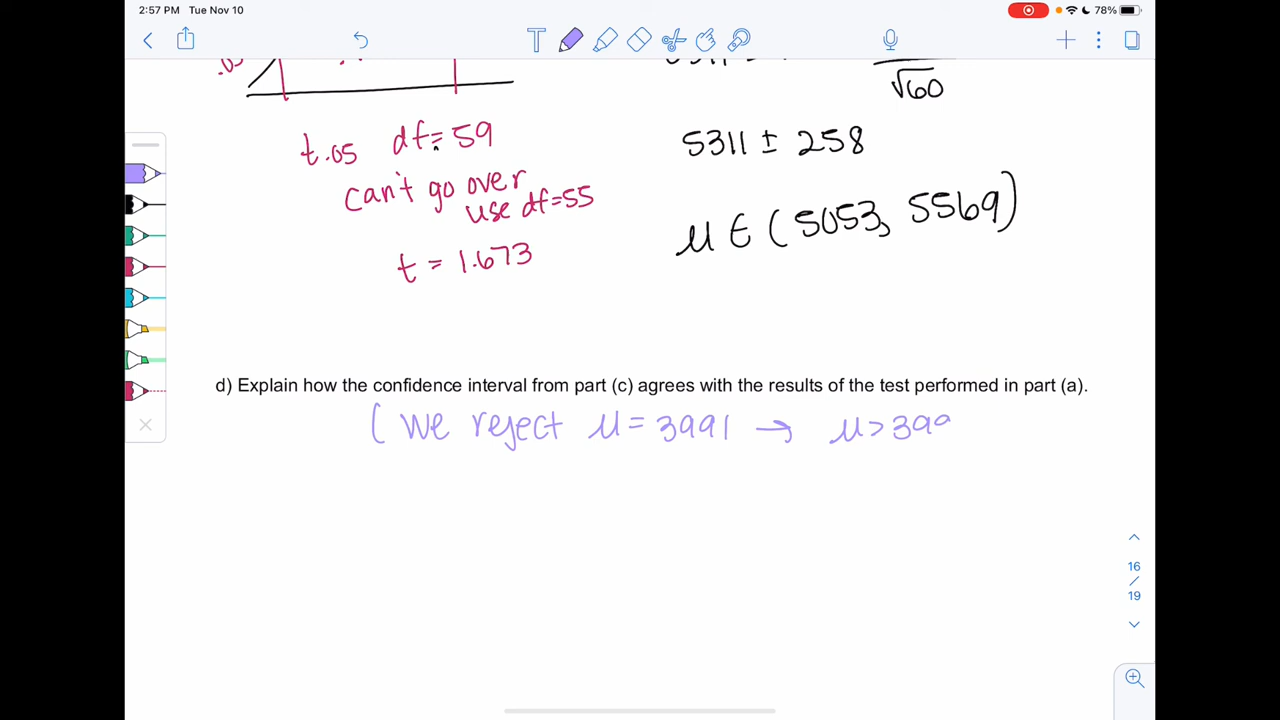 2:57 PM Tue Nov 10
78%
T
.05
√60
t.05 df=59
can't go over
use df=55
t = 1.673
5311 ± 258
μ ∈ (5053, 5569)
d) Explain how the confidence interval from part (c) agrees with the results of the test performed in part (a).
( We reject μ = 3991 → μ > 399
16
/
19